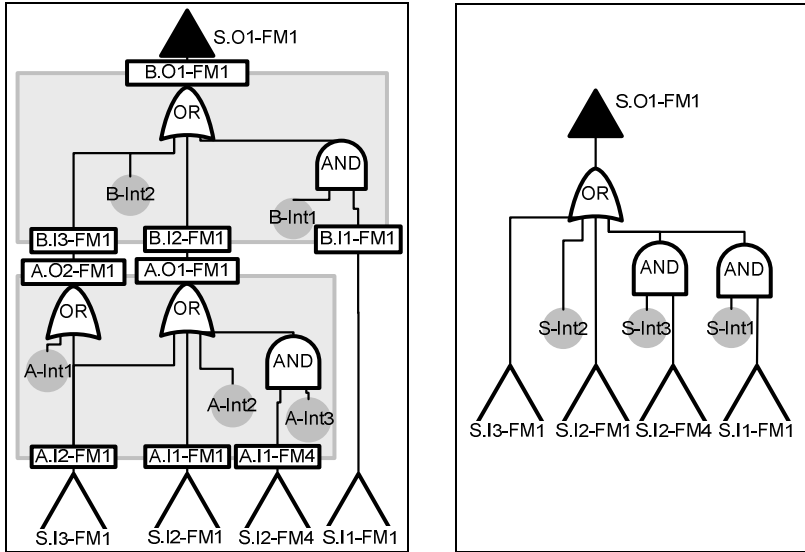 S.O1-FM1
B.O1-FM1
OR
AND
B-Int2
B-Int1
B.I3-FM1
B.I2-FM1
B.I1-FM1
A.O2-FM1
A.O1-FM1
OR
OR
AND
A-Int1
A-Int2
A-Int3
A.I2-FM1
A.I1-FM1
A.I1-FM4
S.I3-FM1
S.I2-FM1
S.I2-FM4
S.I1-FM1
S.O1-FM1
OR
AND
AND
S-Int2
S-Int3
S-Int1
S.I3-FM1
S.I2-FM1
S.I2-FM4
S.I1-FM1